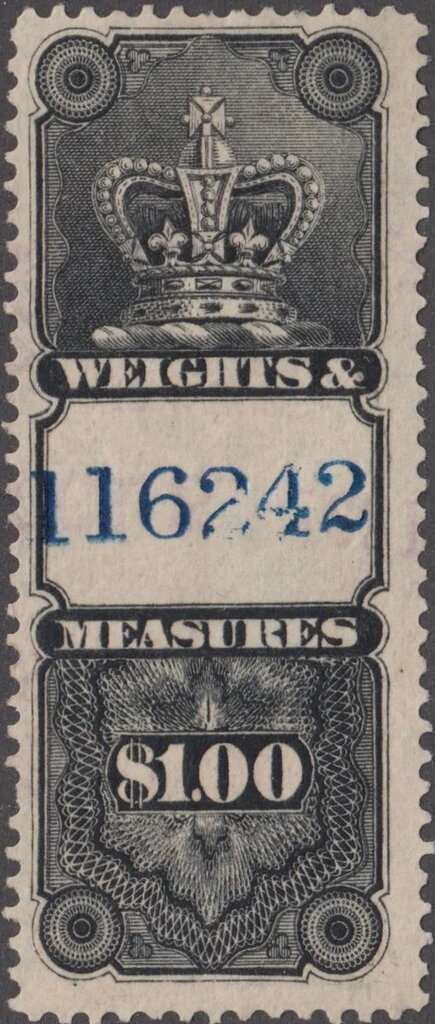 WEIGHTS &
116242
MEASURES
$1.00